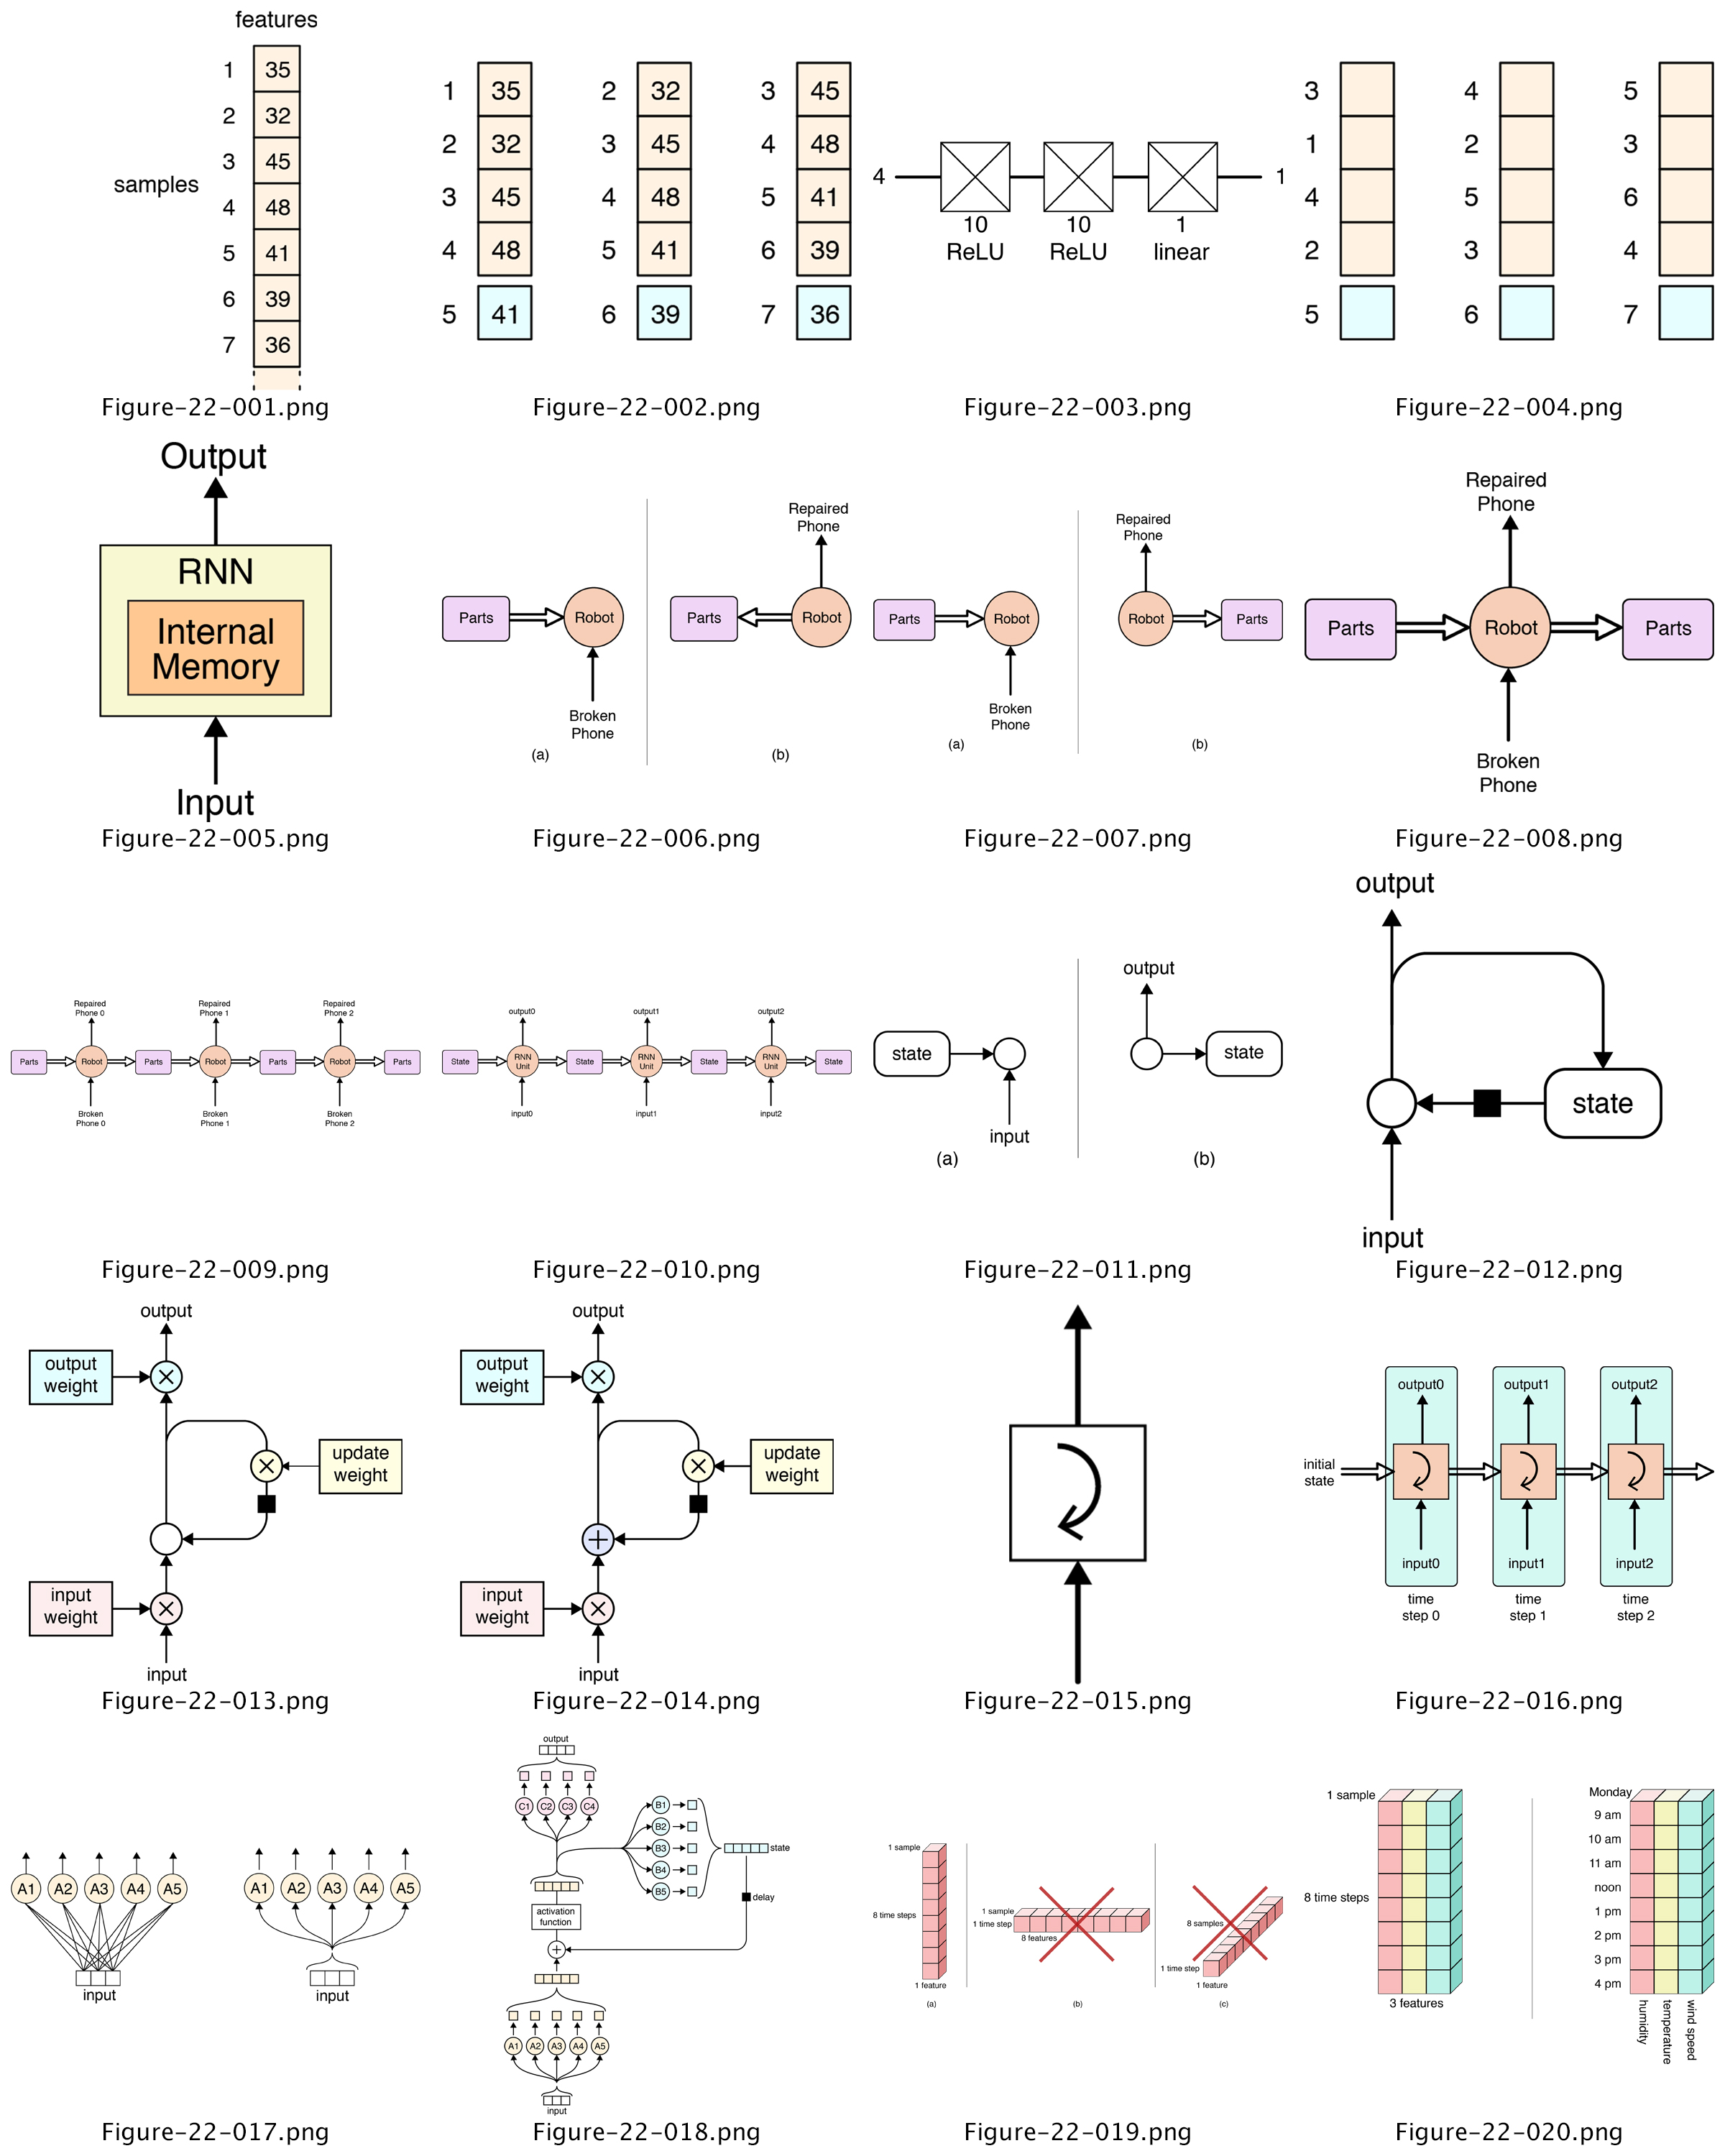 features
samples
1 35
2 32
3 45
4 48
5 41
6 39
7 36
Figure-22-001.png
1 35 2 32 3 45
2 32 3 45 4 48
3 45 4 48 5 41
4 48 5 41 6 39
5 41 6 39 7 36
Figure-22-002.png
4 1
10 10 1
ReLU ReLU linear
Figure-22-003.png
3 4 5
1 2 3
4 5 6
2 3 4
5 6 7
Figure-22-004.png
Output
RNN
Internal
Memory
Input
Figure-22-005.png
Parts Robot
Broken
Phone
(a)
Repaired
Phone
Parts Robot
(b)
Figure-22-006.png
Parts Robot
Broken
Phone
(a)
Repaired
Phone
Robot Parts
(b)
Figure-22-007.png
Repaired
Phone
Parts Robot Parts
Broken
Phone
Figure-22-008.png
Repaired Repaired Repaired
Phone 0 Phone 1 Phone 2
Parts Robot Parts Robot Parts Robot Parts
Broken Broken Broken
Phone 0 Phone 1 Phone 2
Figure-22-009.png
output0 output1 output2
State RNN State RNN State RNN State
Unit Unit Unit
input0 input1 input2
Figure-22-010.png
state
input
(a)
output
state
(b)
Figure-22-011.png
output
state
input
Figure-22-012.png
output
output
weight
update
weight
input
weight
input
Figure-22-013.png
output
output
weight
update
weight
input
weight
input
Figure-22-014.png
Figure-22-015.png
output0 output1 output2
initial
state
input0 input1 input2
time time time
step 0 step 1 step 2
Figure-22-016.png
A1 A2 A3 A4 A5
input
A1 A2 A3 A4 A5
input
Figure-22-017.png
output
C1 C2 C3 C4
B1
B2
B3
B4
B5
state
delay
activation
function
A1 A2 A3 A4 A5
input
Figure-22-018.png
1 sample
8 time steps
1 feature
(a)
1 sample
1 time step
8 features
(b)
8 samples
1 time step
1 feature
(c)
Figure-22-019.png
1 sample
8 time steps
3 features
Monday
9 am
10 am
11 am
noon
1 pm
2 pm
3 pm
4 pm
humidity
temperature
wind speed
Figure-22-020.png